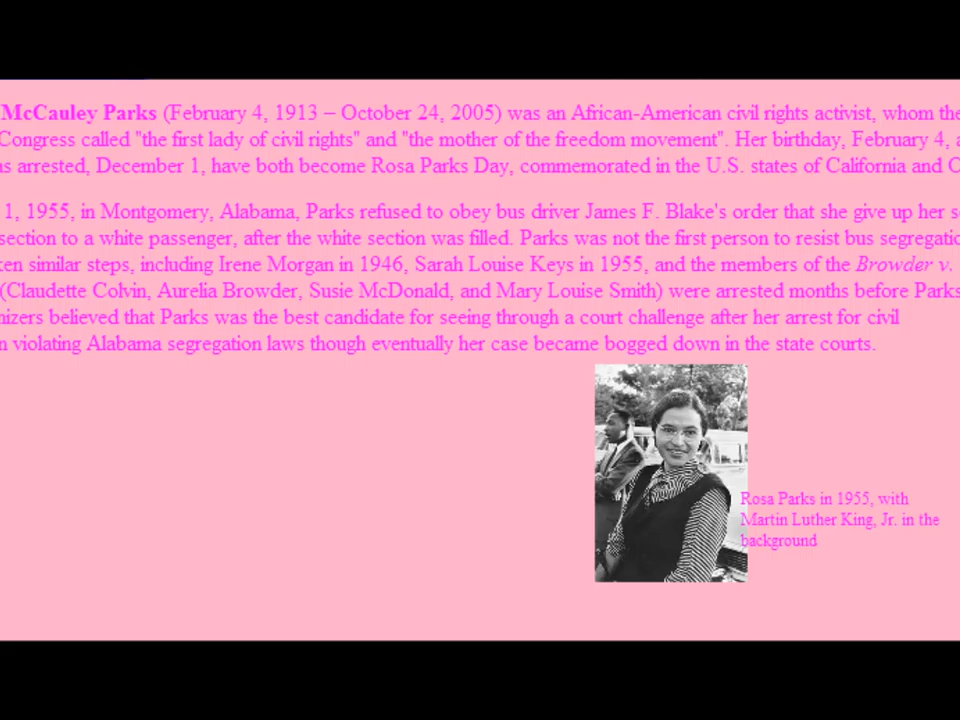 McCauley Parks (February 4, 1913 – October 24, 2005) was an African-American civil rights activist, whom the
Congress called "the first lady of civil rights" and "the mother of the freedom movement". Her birthday, February 4, a
as arrested, December 1, have both become Rosa Parks Day, commemorated in the U.S. states of California and O
1, 1955, in Montgomery, Alabama, Parks refused to obey bus driver James F. Blake's order that she give up her s
section to a white passenger, after the white section was filled. Parks was not the first person to resist bus segregatio
ken similar steps, including Irene Morgan in 1946, Sarah Louise Keys in 1955, and the members of the Browder v.
(Claudette Colvin, Aurelia Browder, Susie McDonald, and Mary Louise Smith) were arrested months before Parks
nizers believed that Parks was the best candidate for seeing through a court challenge after her arrest for civil
n violating Alabama segregation laws though eventually her case became bogged down in the state courts.
Rosa Parks in 1955, with
Martin Luther King, Jr. in the
background